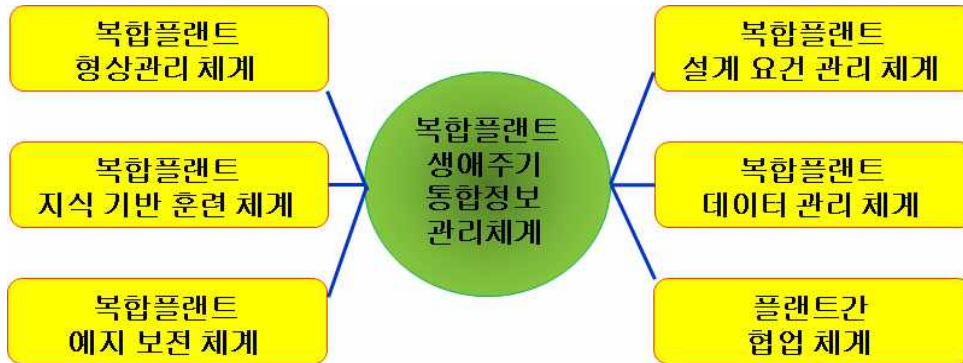 복합플랜트
형상관리 체계
복합플랜트
지식 기반 훈련 체계
복합플랜트
예지 보전 체계
복합플랜트
생애주기
통합정보
관리체계
복합플랜트
설계 요건 관리 체계
복합플랜트
데이터 관리 체계
플랜트간
협업 체계